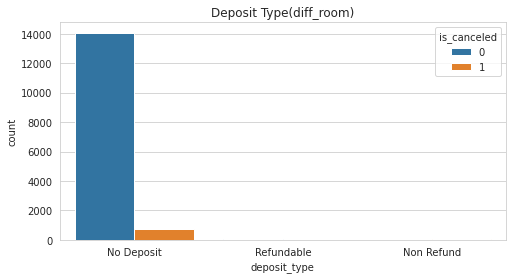 Deposit Type(diff_room)
is_canceled
0
1
count
14000
12000
10000
8000
6000
4000
2000
0
No Deposit
Refundable
Non Refund
deposit_type